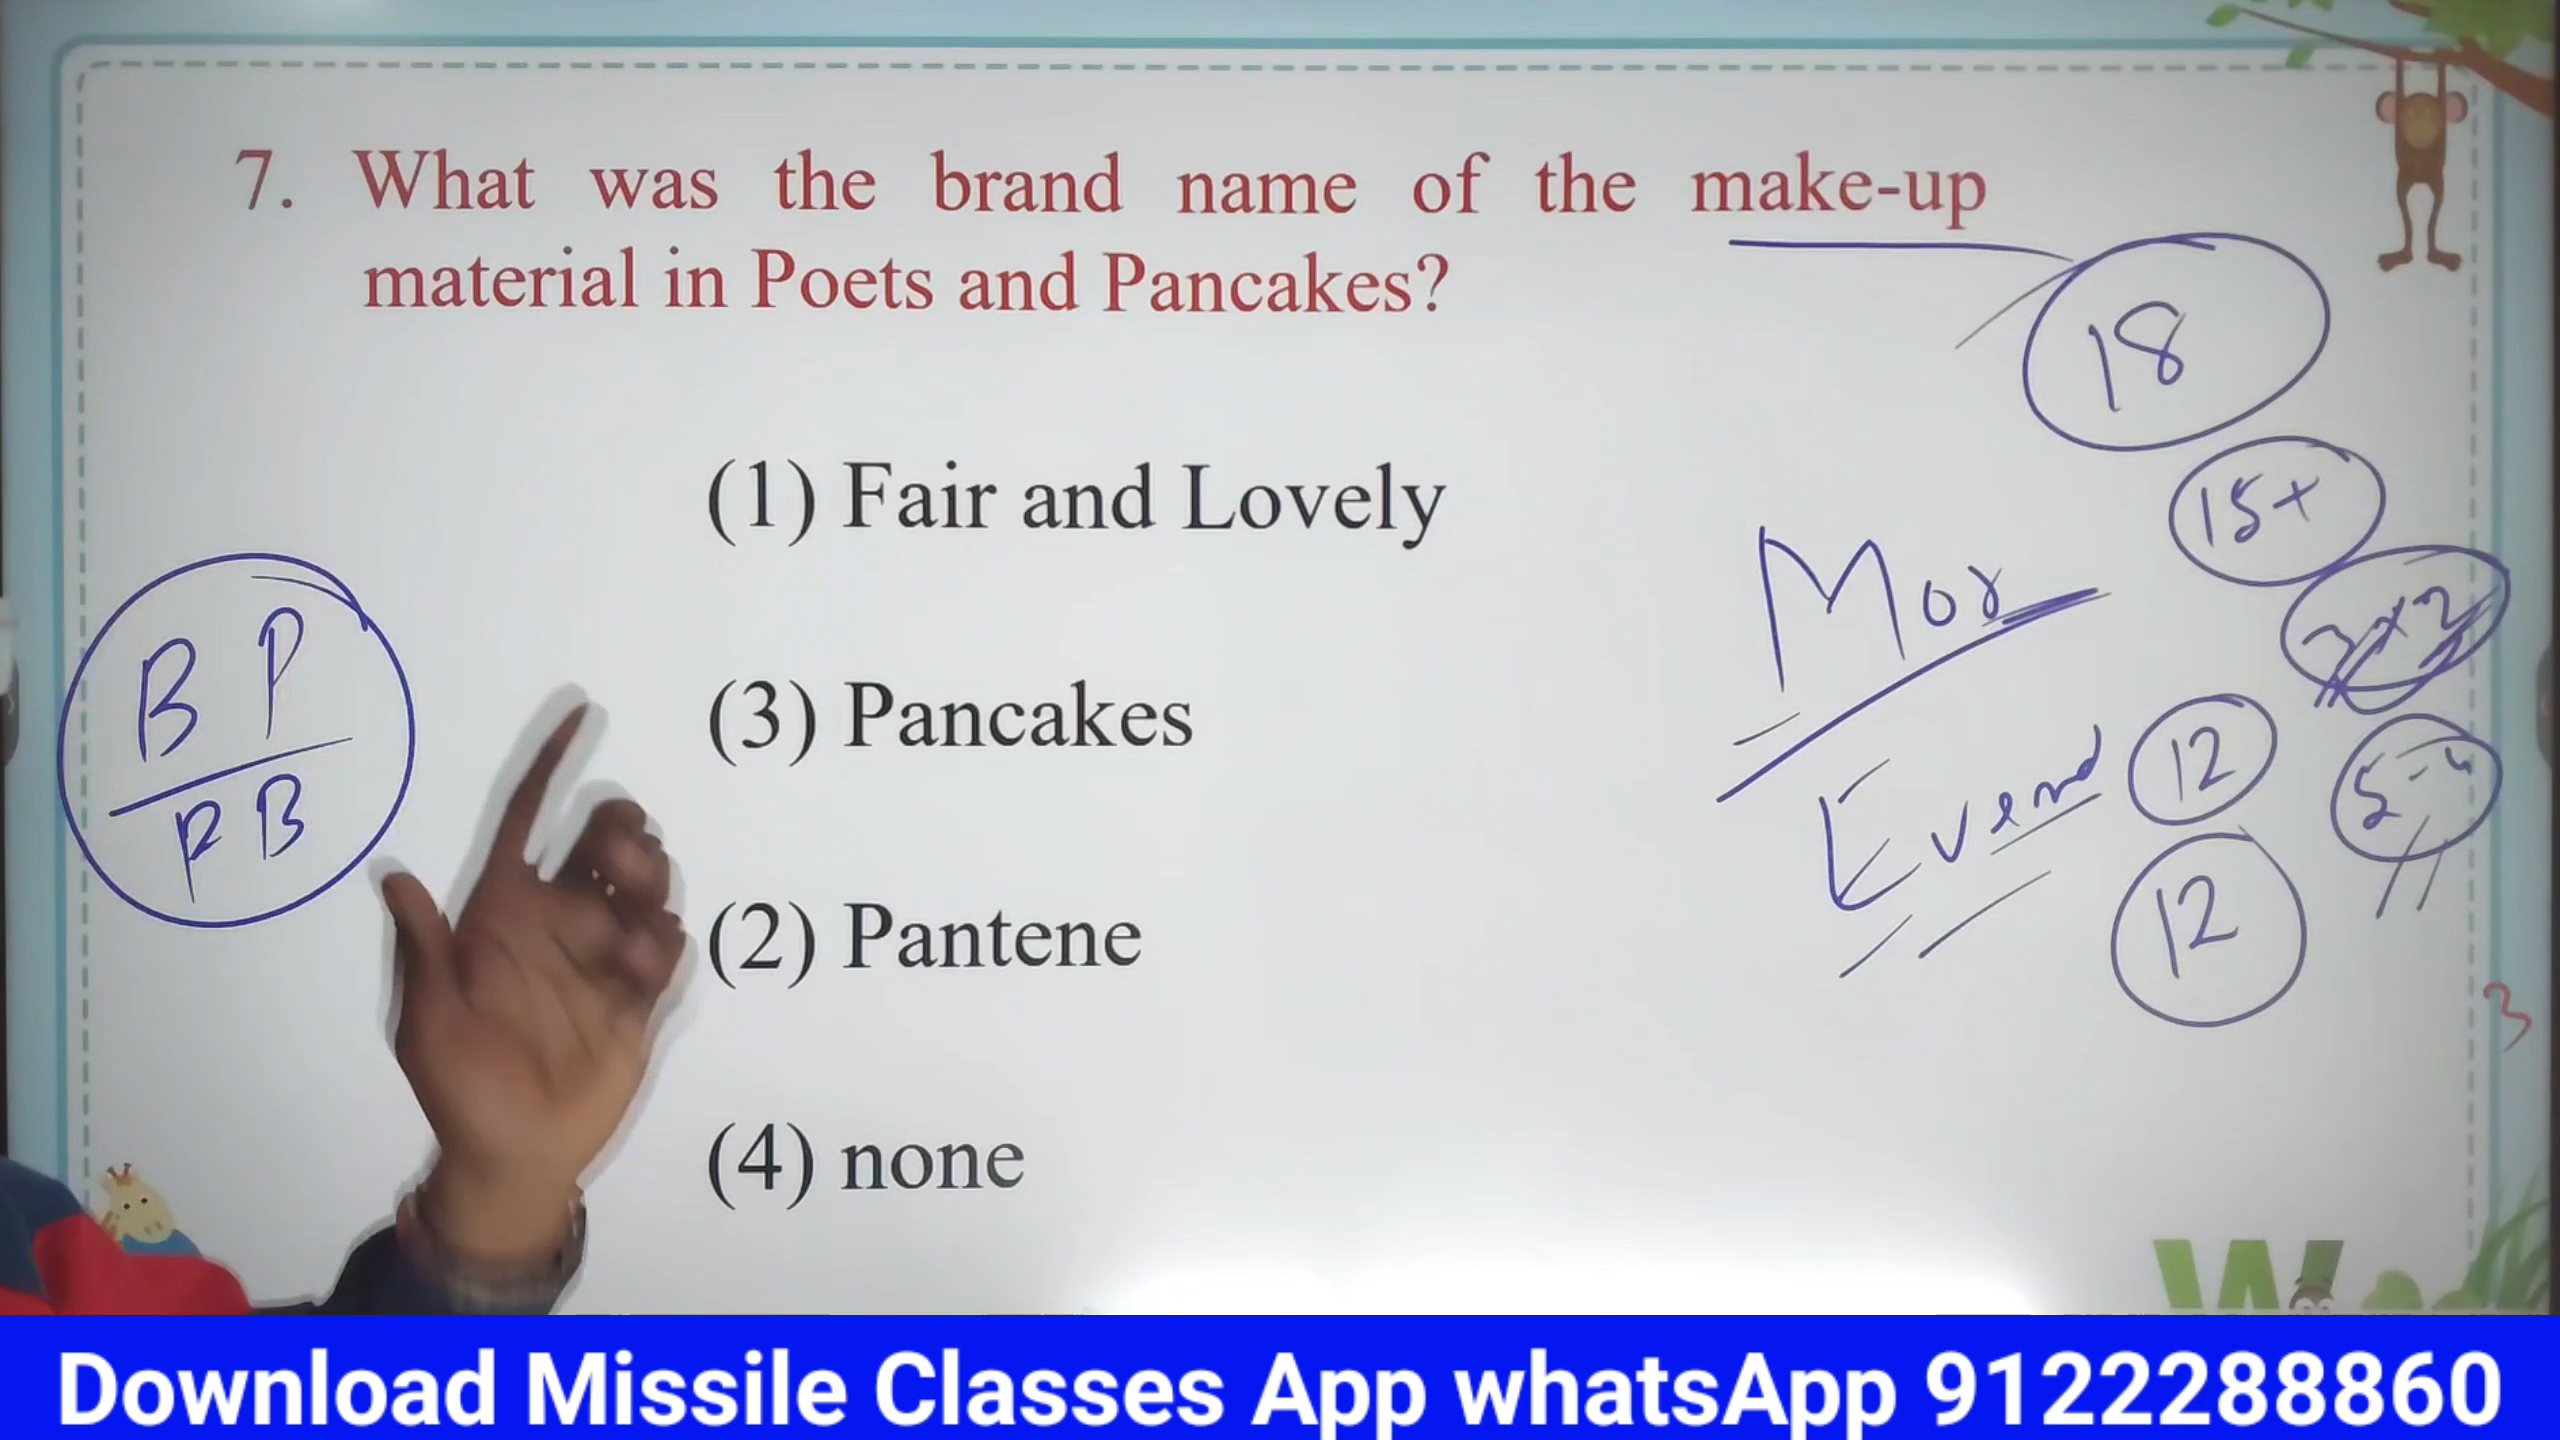 7. What was the brand name of the make-up
material in Poets and Pancakes?
18
(1) Fair and Lovely
15+
Mor
B P
(3) Pancakes
12
P B
(2) Pantene
12
3
(4) none
W
Download Missile Classes App whatsApp 9122288860